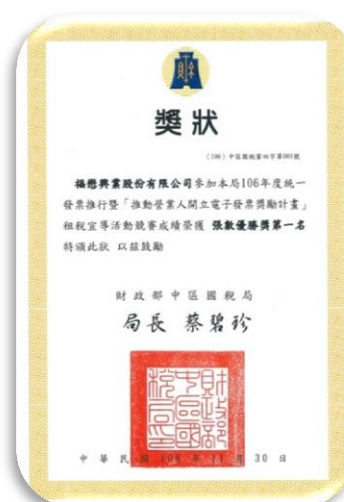 獎狀
(106)中區國稅審四字第001號
福懋興業股份有限公司參加本局106年度統一
發票推行暨「推動營業人開立電子發票獎勵計畫」
租稅宣導活動競賽成績榮獲 張數優勝獎第一名
特頒此狀 以茲鼓勵
財政部中區國稅局
局長 蔡碧珍
財政部
中區國
稅局印
中華民國 106 年 11 月 30 日